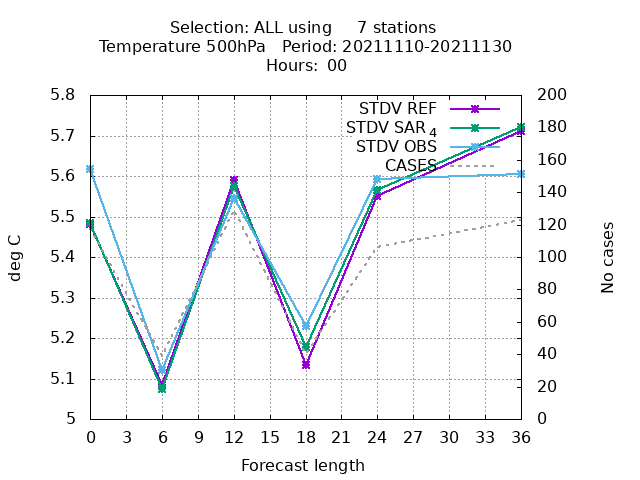 Selection: ALL using     7 stations
Temperature 500hPa   Period: 20211110-20211130
Hours: 00
5.8
5.7
5.6
5.5
5.4
5.3
5.2
5.1
5
deg C
STDV REF
STDV SAR4
STDV OBS
CASES
200
180
160
140
120
100
80
60
40
20
0
No cases
0 3 6 9 12 15 18 21 24 27 30 33 36
Forecast length